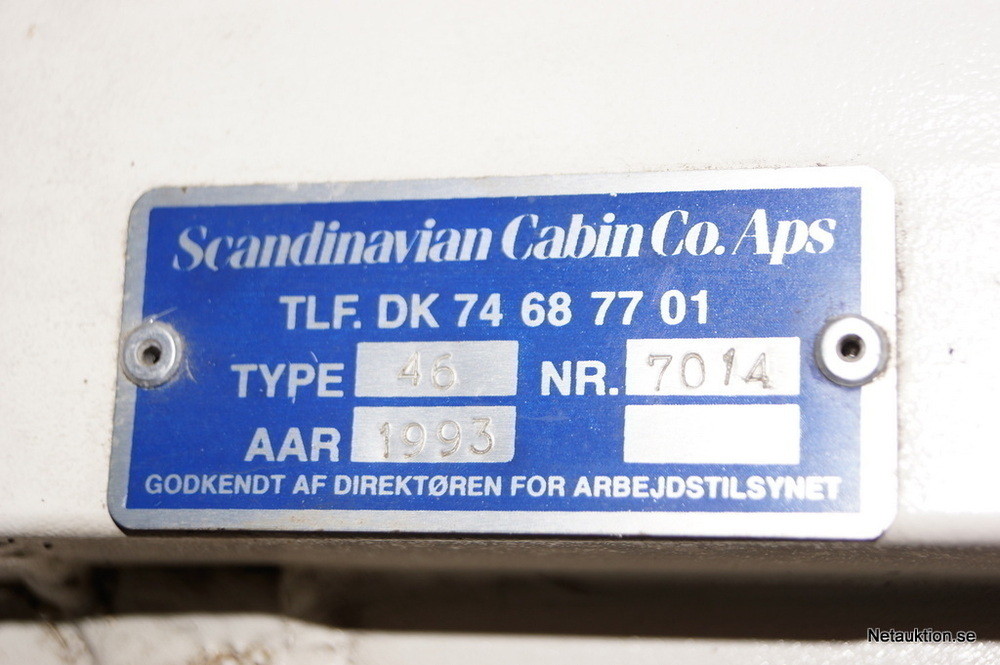 Scandinavian Cabin Co. Aps
TLF. DK 74 68 77 01
TYPE 46 NR. 7014
AAR 1993
GODKENDT AF DIREKTØREN FOR ARBEJDSTILSYNET
Netauktion.se